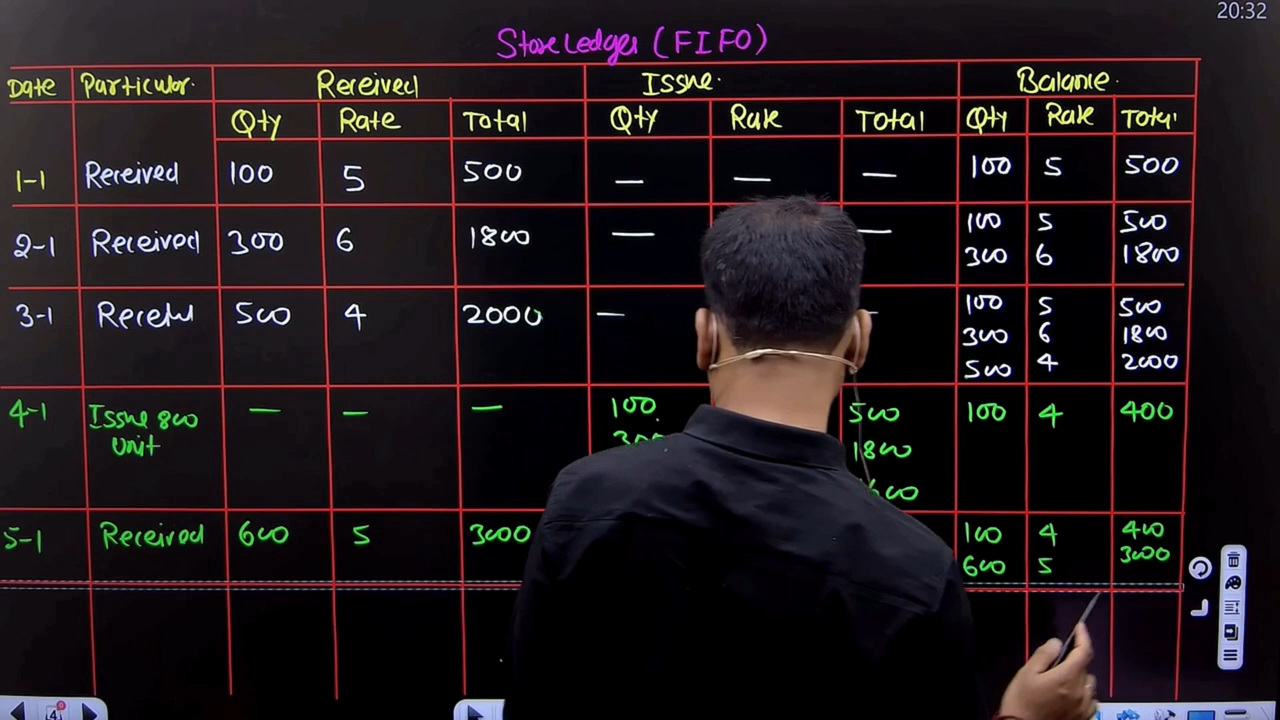 20:32
Store Ledger (FIFO)
Date Particular. Received Issue. Balance.
Qty Rate Total Qty Rate Total Qty Rate Total
1-1 Received 100 5 500 — — — 100 5 500
2-1 Received 300 6 1800 — — 100 5 500
300 6 1800
3-1 500 4 2000 — 100 5 500
300 6 1800
500 4 2000
4-1 Issue 800 — — — 100 500 100 4 400
Unit 300 1800
5-1 Received 600 5 3000 100 4 400
600 5 3000
4